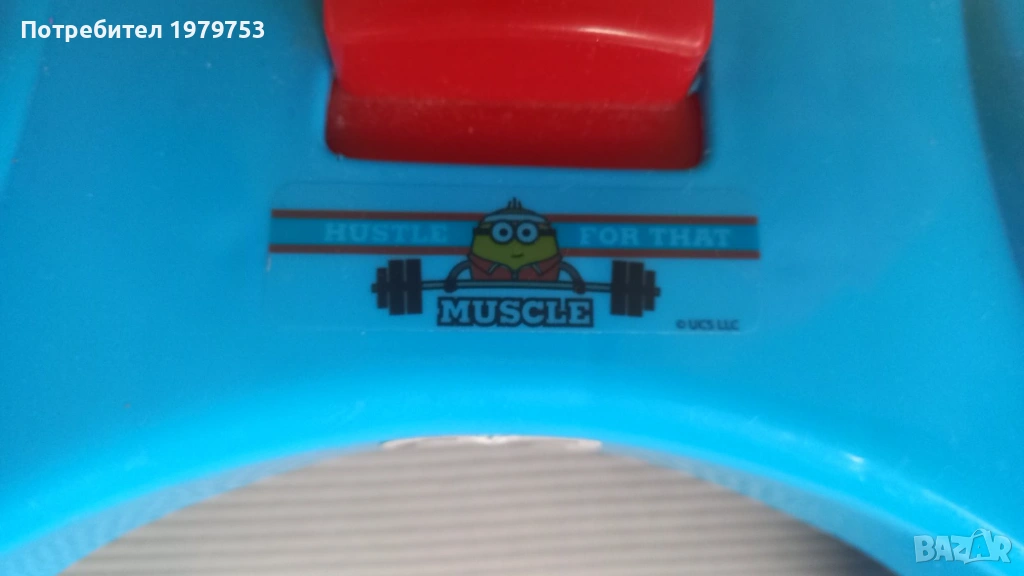 Потребител 1979753
HUSTLE FOR THAT
MUSCLE
© UCS LLC
BAZAR